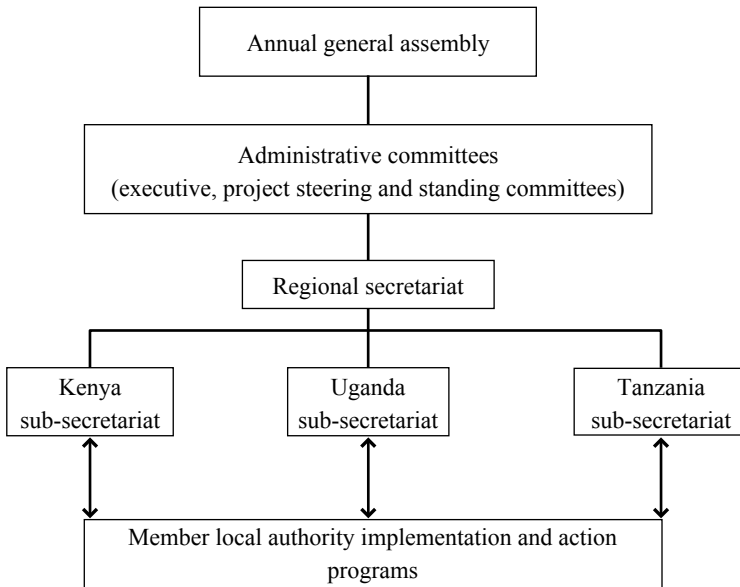 Annual general assembly
Administrative committees
(executive, project steering and standing committees)
Regional secretariat
Kenya
sub-secretariat
Uganda
sub-secretariat
Tanzania
sub-secretariat
Member local authority implementation and action
programs